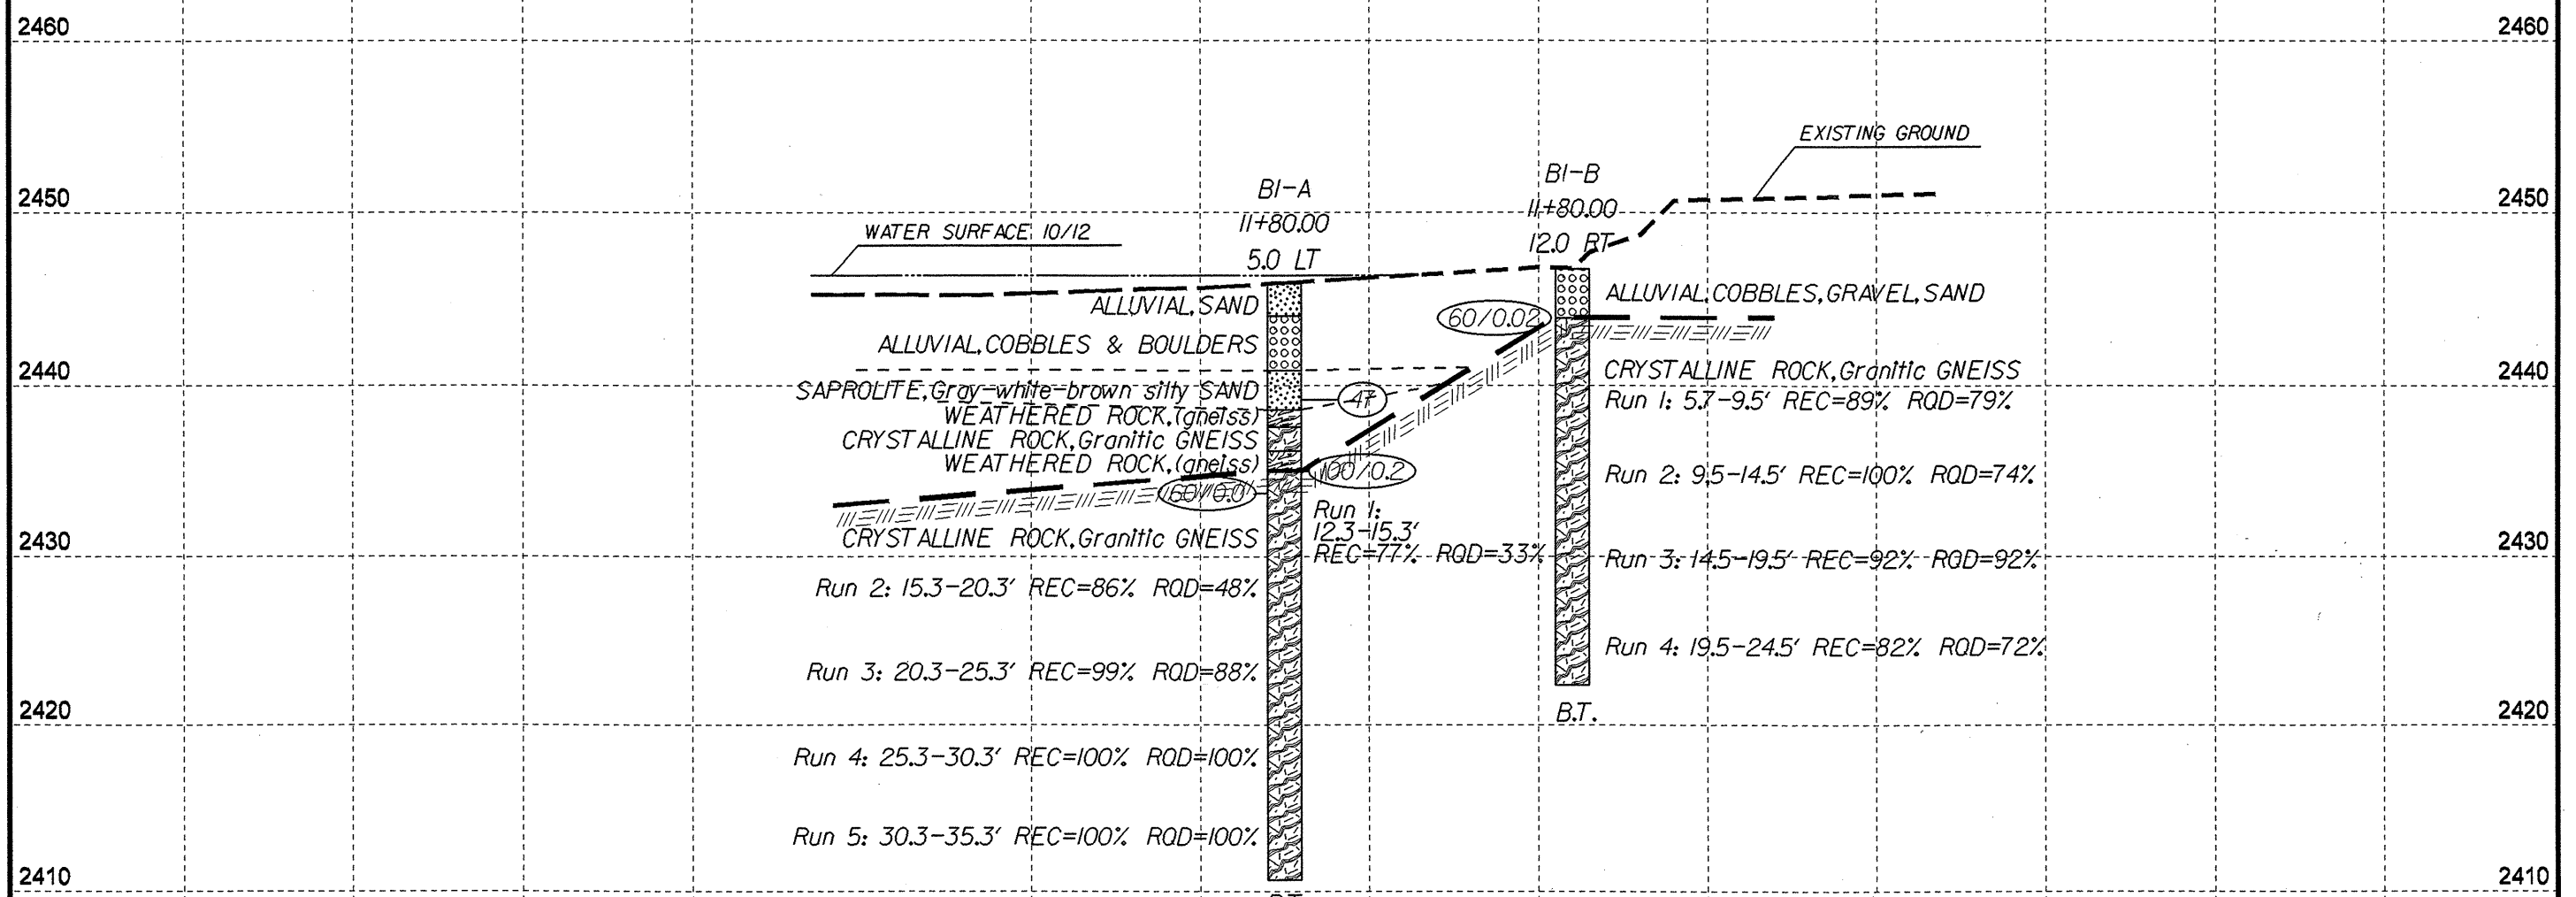 2460 2460
EXISTING GROUND
B1-A
11+80.00
5.0 LT
B1-B
11+80.00
12.0 RT
2450 2450
WATER SURFACE 10/12
ALLUVIAL, SAND
ALLUVIAL, COBBLES & BOULDERS
2440 2440
SAPROLITE, Gray-white-brown silty SAND
WEATHERED ROCK, (gneiss)
CRYSTALLINE ROCK, Granitic GNEISS
WEATHERED ROCK, (gneiss)
47
100/0.2
60/0.0
60/0.02
ALLUVIAL, COBBLES, GRAVEL, SAND
CRYSTALLINE ROCK, Granitic GNEISS
Run 1: 5.7-9.5' REC=89% RQD=79%
Run 2: 9.5-14.5' REC=100% RQD=74%
Run 3: 14.5-19.5' REC=92% RQD=92%
Run 4: 19.5-24.5' REC=82% RQD=72%
B.T.
2430 2430
CRYSTALLINE ROCK, Granitic GNEISS
Run 1:
12.3-15.3'
REC=77% RQD=33%
Run 2: 15.3-20.3' REC=86% RQD=48%
Run 3: 20.3-25.3' REC=99% RQD=88%
2420 2420
Run 4: 25.3-30.3' REC=100% RQD=100%
Run 5: 30.3-35.3' REC=100% RQD=100%
2410 2410